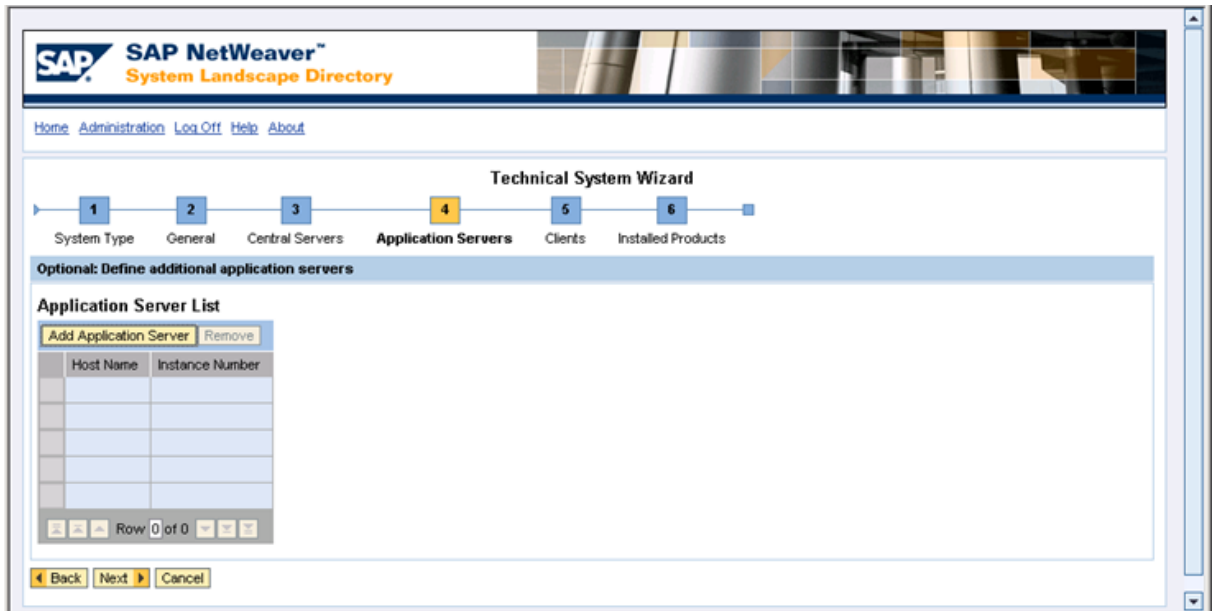 SAP SAP NetWeaver™
System Landscape Directory
Home Administration Log Off Help About
Technical System Wizard
1 2 3 4 5 6
System Type General Central Servers Application Servers Clients Installed Products
Optional: Define additional application servers
Application Server List
Add Application Server Remove
Host Name Instance Number
Row 0 of 0
Back Next Cancel